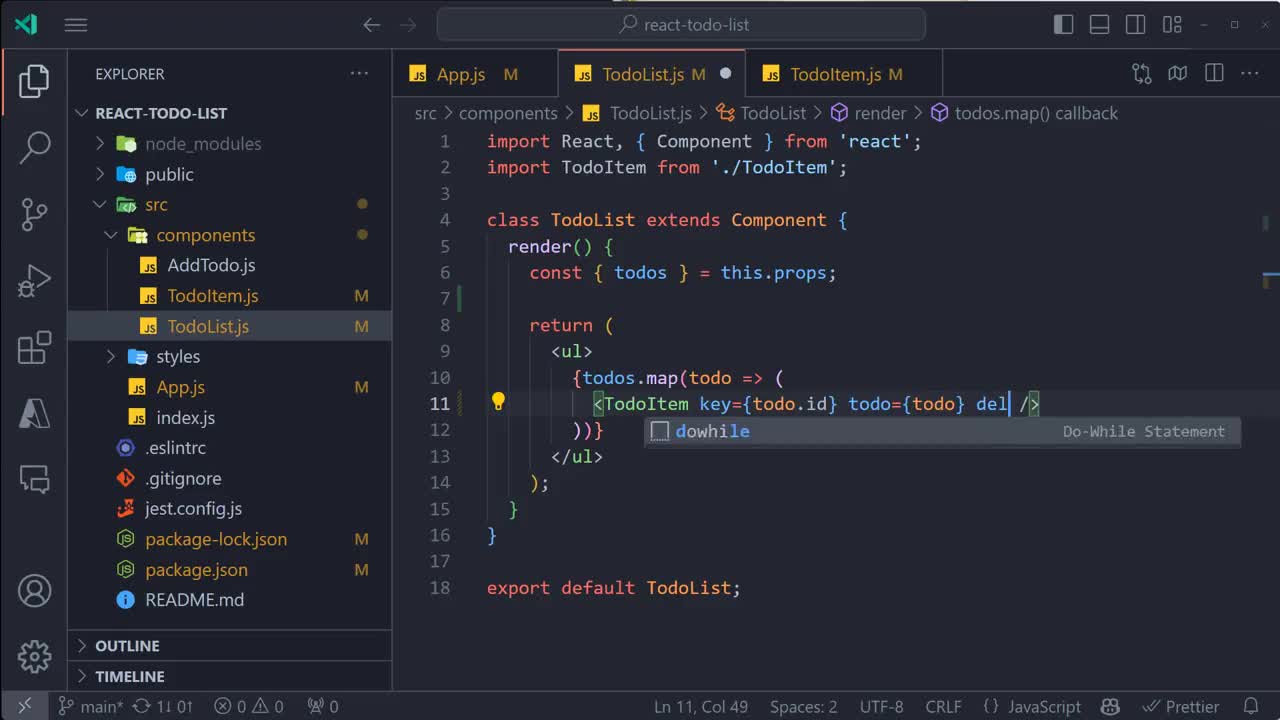 react-todo-list
EXPLORER
REACT-TODO-LIST
node_modules
public
src
components
AddTodo.js
TodoItem.js M
TodoList.js M
styles
App.js M
index.js
.eslintrc
.gitignore
jest.config.js
package-lock.json M
package.json M
README.md
OUTLINE
TIMELINE
JS App.js M
JS TodoList.js M
JS TodoItem.js M
src > components > JS TodoList.js > TodoList > render > todos.map() callback
1 import React, { Component } from 'react';
2 import TodoItem from './TodoItem';
3
4 class TodoList extends Component {
5 render() {
6 const { todos } = this.props;
7
8 return (
9 <ul>
10 {todos.map(todo => (
11 <TodoItem key={todo.id} todo={todo} del />
12 ))}
dowhile Do-While Statement
13 </ul>
14 );
15 }
16 }
17
18 export default TodoList;
main* 1↓ 0↑ 0 0 0
Ln 11, Col 49 Spaces: 2 UTF-8 CRLF {} JavaScript Prettier